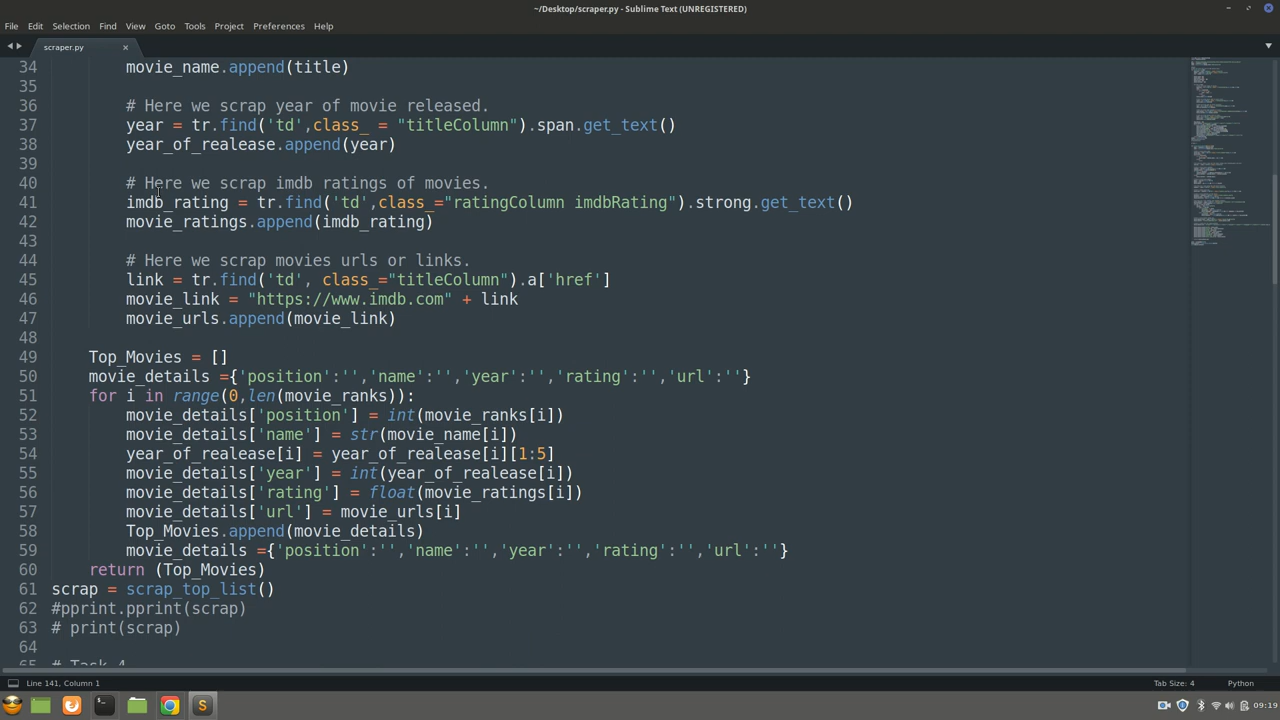 ~/Desktop/scraper.py - Sublime Text (UNREGISTERED)
File Edit Selection Find View Goto Tools Project Preferences Help
scraper.py
34 movie_name.append(title)
35
36 # Here we scrap year of movie released.
37 year = tr.find('td',class_ = "titleColumn").span.get_text()
38 year_of_realease.append(year)
39
40 # Here we scrap imdb ratings of movies.
41 imdb_rating = tr.find('td',class_="ratingColumn imdbRating").strong.get_text()
42 movie_ratings.append(imdb_rating)
43
44 # Here we scrap movies urls or links.
45 link = tr.find('td', class_="titleColumn").a['href']
46 movie_link = "https://www.imdb.com" + link
47 movie_urls.append(movie_link)
48
49 Top_Movies = []
50 movie_details ={'position':'','name':'','year':'','rating':'','url':''}
51 for i in range(0,len(movie_ranks)):
52 movie_details['position'] = int(movie_ranks[i])
53 movie_details['name'] = str(movie_name[i])
54 year_of_realease[i] = year_of_realease[i][1:5]
55 movie_details['year'] = int(year_of_realease[i])
56 movie_details['rating'] = float(movie_ratings[i])
57 movie_details['url'] = movie_urls[i]
58 Top_Movies.append(movie_details)
59 movie_details ={'position':'','name':'','year':'','rating':'','url':''}
60 return (Top_Movies)
61 scrap = scrap_top_list()
62 #pprint.pprint(scrap)
63 # print(scrap)
64
65 # Task 4
Line 141, Column 1
Tab Size: 4
Python
09:19